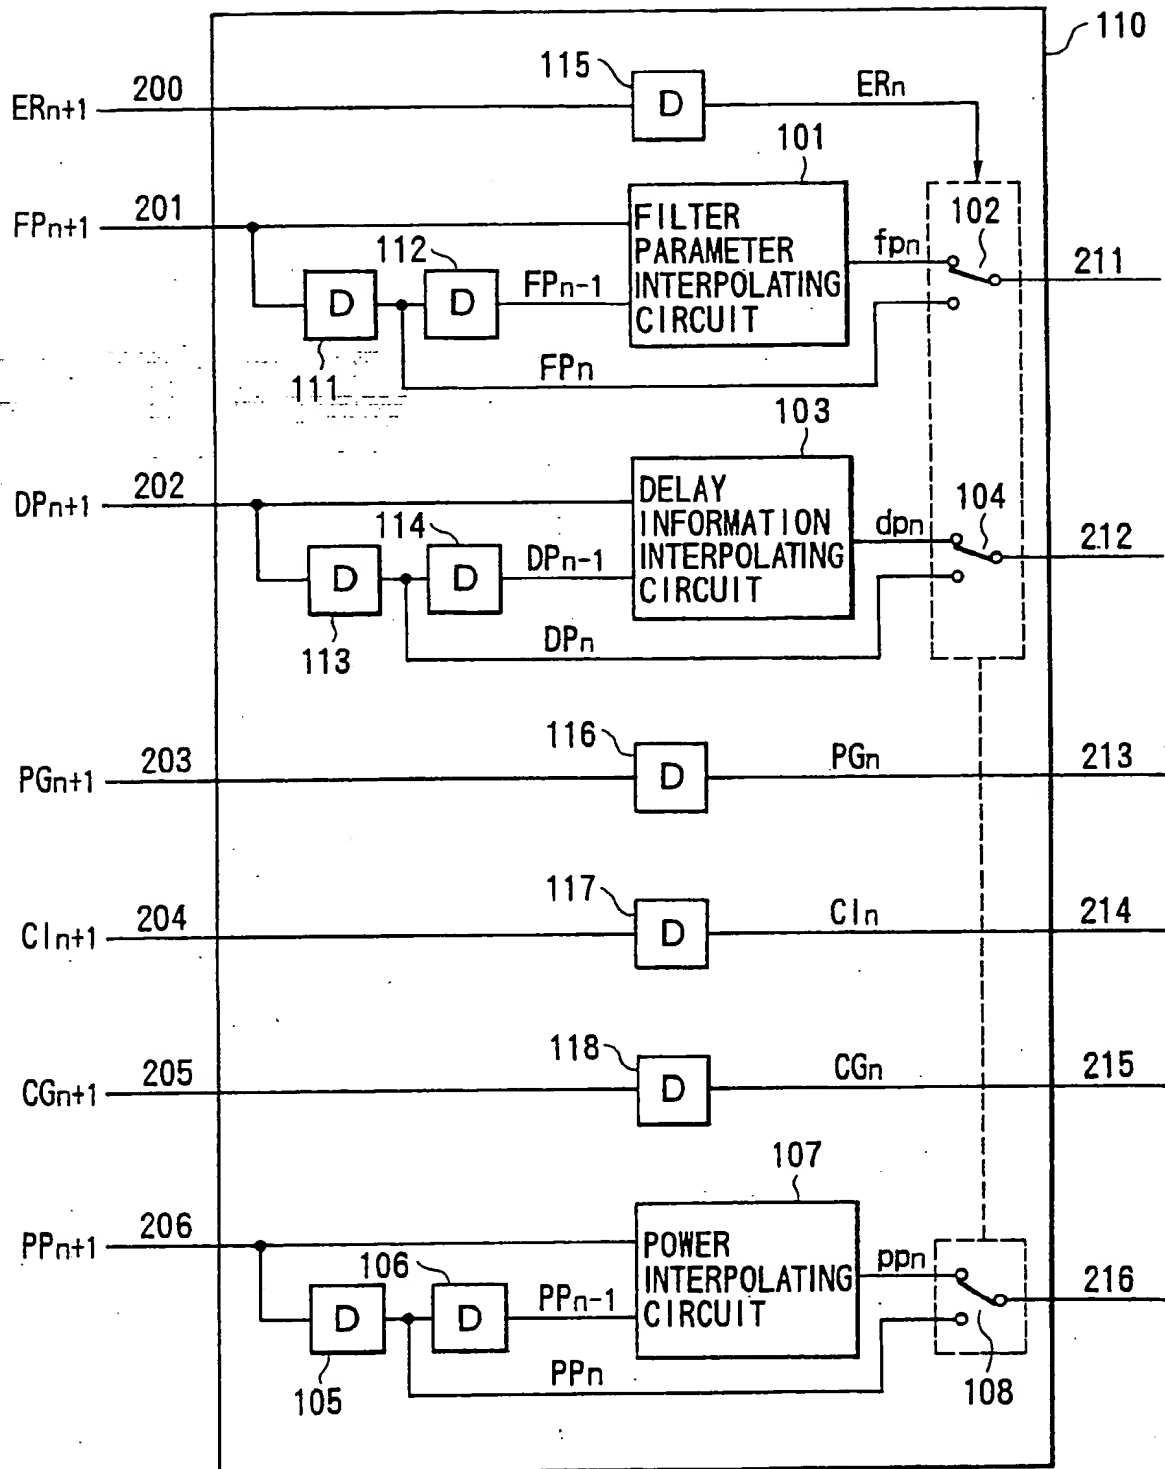 110
115
ERn
ERn+1
200
D
101
FPn+1
201
FILTER
PARAMETER
INTERPOLATING
CIRCUIT
102
fpn
211
112
D
D
FPn-1
111
FPn
103
DPn+1
202
DELAY
INFORMATION
INTERPOLATING
CIRCUIT
104
dpn
212
114
D
D
DPn-1
113
DPn
116
PGn+1
203
D
PGn
213
117
CIn+1
204
D
CIn
214
118
CGn+1
205
D
CGn
215
107
PPn+1
206
POWER
INTERPOLATING
CIRCUIT
ppn
216
106
D
D
PPn-1
105
PPn
108